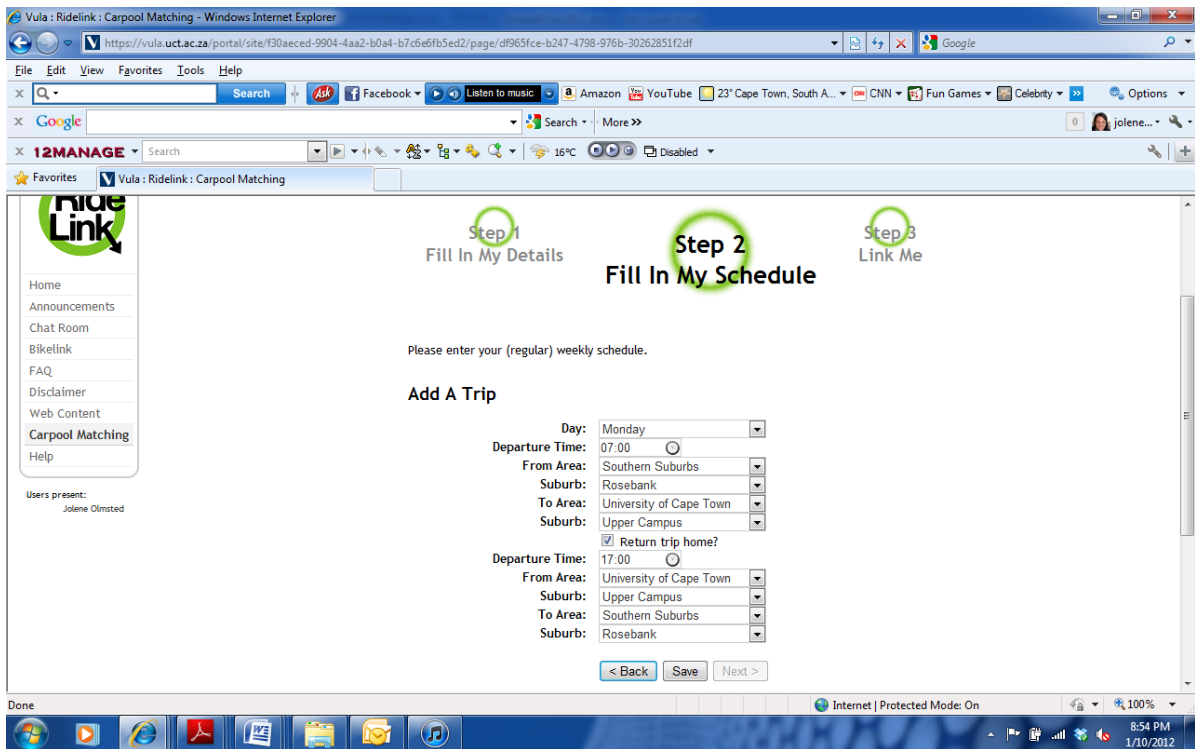 Vula : Ridelink : Carpool Matching - Windows Internet Explorer
https://vula.uct.ac.za/portal/site/f30aeced-9904-4aa2-b0a4-b7c6e6fb5ed2/page/df965fce-b247-4798-976b-30262851f2df
Google
File Edit View Favorites Tools Help
x Search Ask Facebook Listen to music a Amazon YouTube 23° Cape Town, South A... CNN Fun Games Celebrity >> Options
x Google Search More >> 0 jolene...
x 12MANAGE Search 16°C Disabled
Favorites Vula : Ridelink : Carpool Matching
Ride
Link
Home
Announcements
Chat Room
Bikelink
FAQ
Disclaimer
Web Content
Carpool Matching
Help
Users present:
Jolene Olmsted
Step 1
Fill In My Details
Step 2
Fill In My Schedule
Step 3
Link Me
Please enter your (regular) weekly schedule.
Add A Trip
Day: Monday
Departure Time: 07:00
From Area: Southern Suburbs
Suburb: Rosebank
To Area: University of Cape Town
Suburb: Upper Campus
Return trip home?
Departure Time: 17:00
From Area: University of Cape Town
Suburb: Upper Campus
To Area: Southern Suburbs
Suburb: Rosebank
< Back Save Next >
Done Internet | Protected Mode: On 100%
8:54 PM
1/10/2012